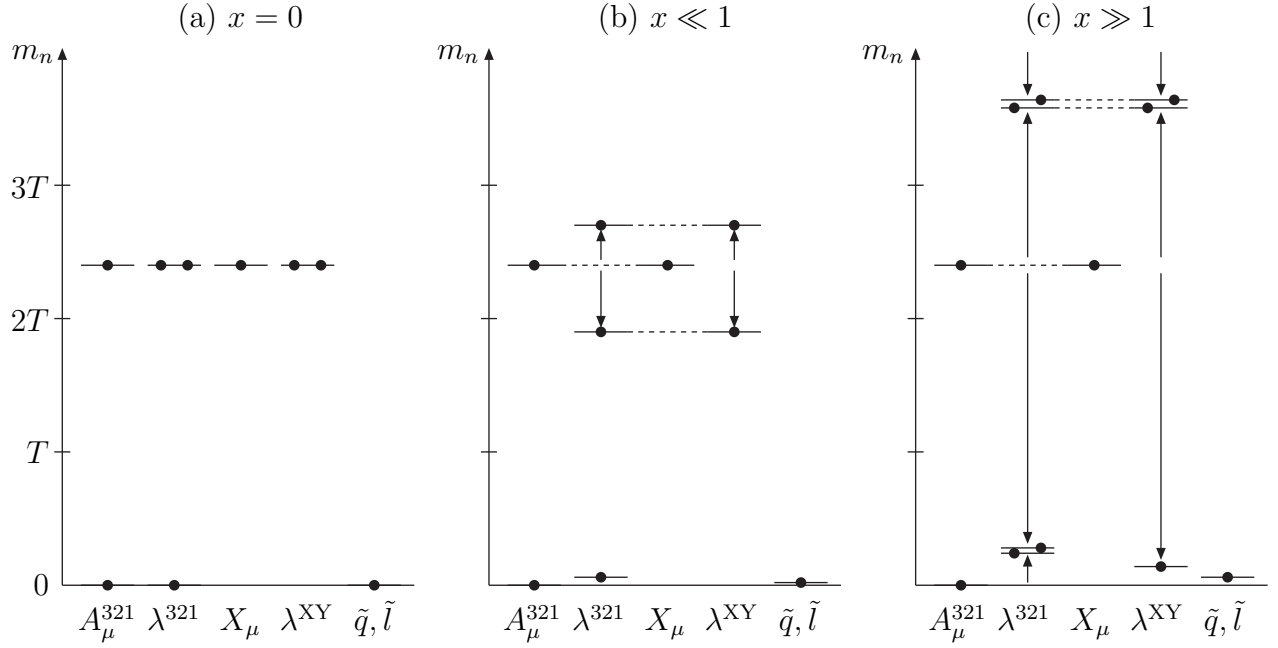 (a) x = 0
(b) x ≪ 1
(c) x ≫ 1
m_n
m_n
m_n
3T
2T
T
0
A_μ^{321} λ^{321} X_μ λ^{XY} q̃, l̃
A_μ^{321} λ^{321} X_μ λ^{XY} q̃, l̃
A_μ^{321} λ^{321} X_μ λ^{XY} q̃, l̃